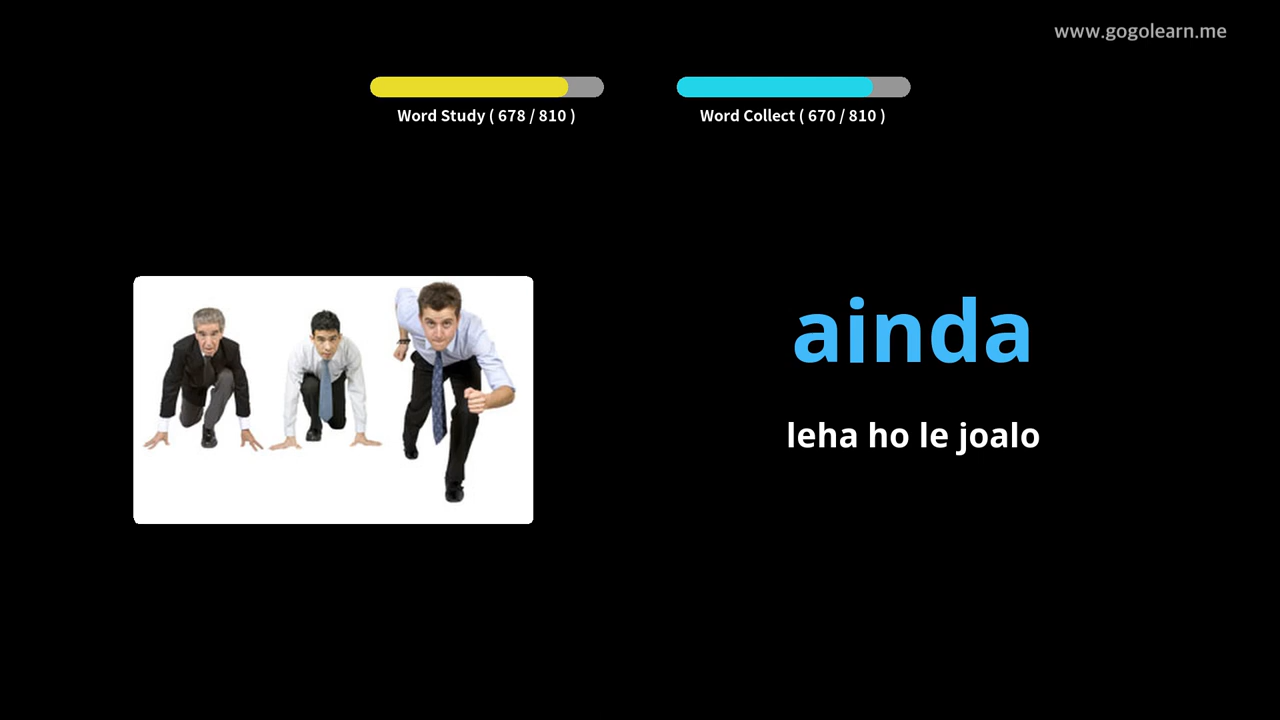 www.gogolearn.me
Word Study ( 678 / 810 )
Word Collect ( 670 / 810 )
ainda
leha ho le joalo